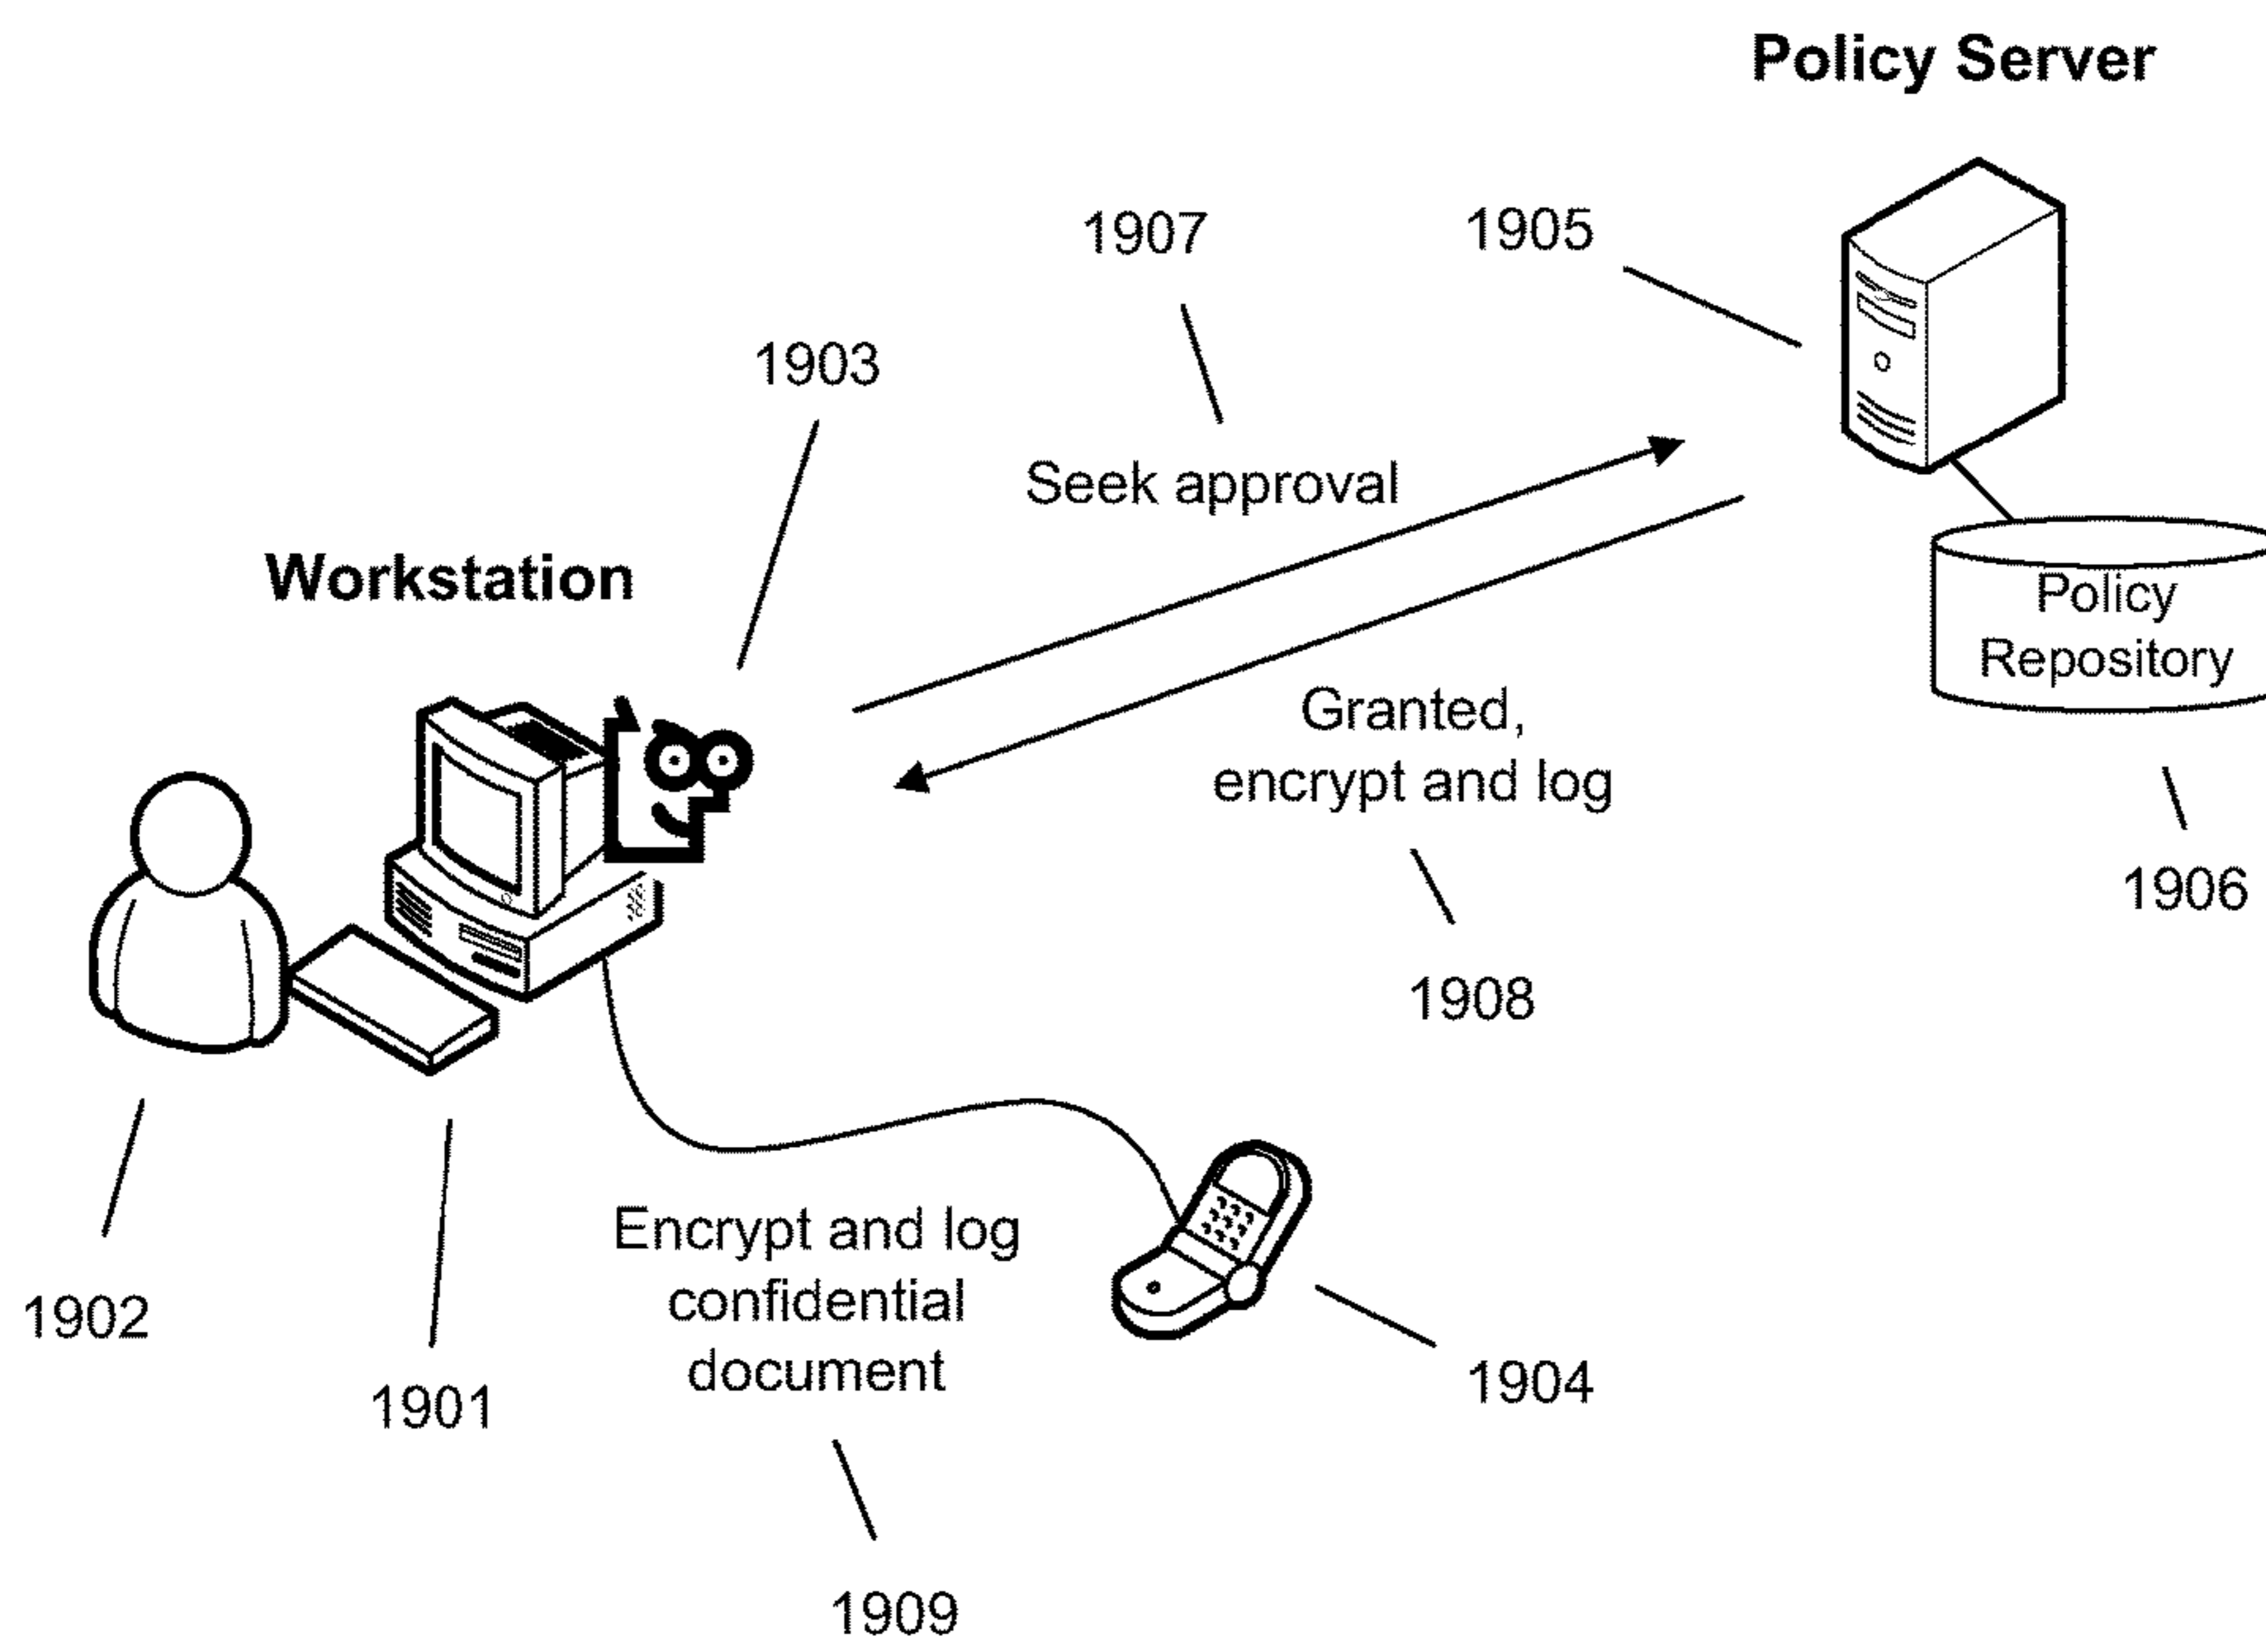 Policy Server
1907
1905
1903
Seek approval
Workstation
Policy
Repository
Granted,
encrypt and log
1906
1908
Encrypt and log
confidential
document
1902
1901
1904
1909